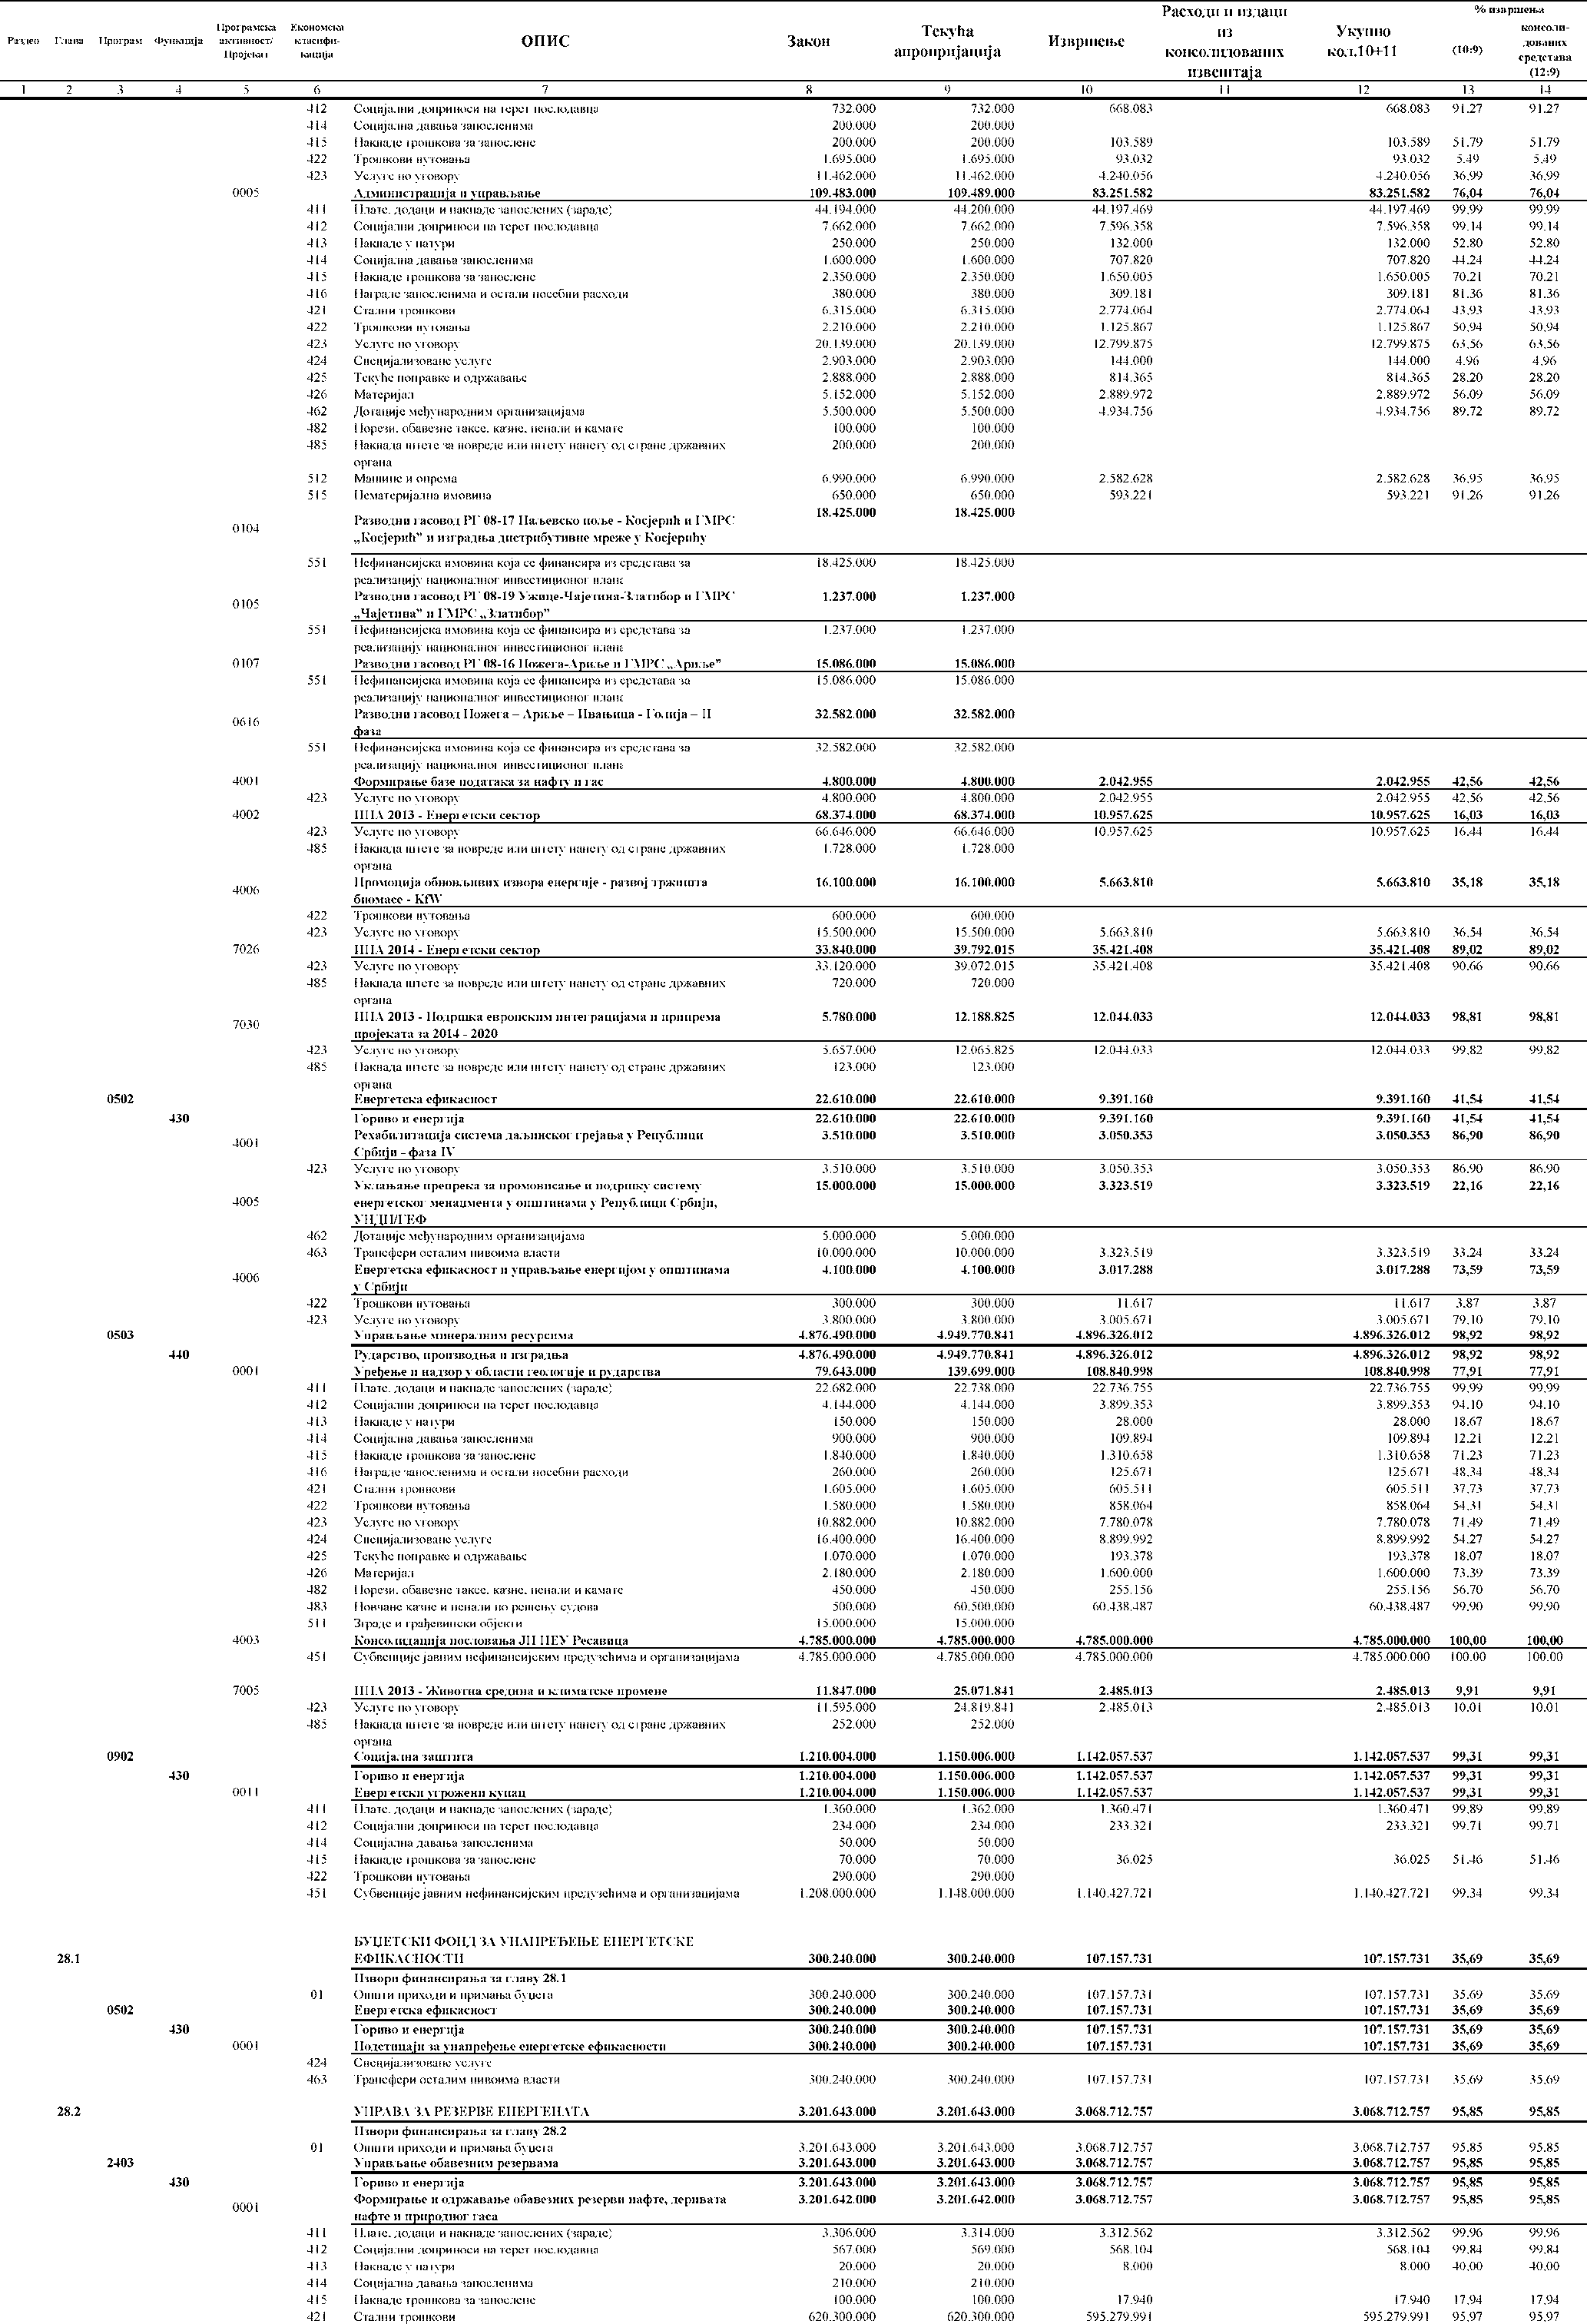 Раздео Глава Програм Функција Програмска активност/ Пројекат Економска класифи-кација ОПИС Закон Текућа апропријација Извршење Расходи и издаци из консолидованих извештаја Укупно кол.10+11 % извршења (10:9) консоли-дованих средстава (12:9)
1 2 3 4 5 6 7 8 9 10 11 12 13 14
412 Социјални доприноси на терет послодавца 732.000 732.000 668.083 668.083 91,27 91,27
414 Социјална давања запосленима 200.000 200.000
415 Накнаде трошкова за запослене 200.000 200.000 103.589 103.589 51,79 51,79
422 Трошкови путовања 1.695.000 1.695.000 93.032 93.032 5,49 5,49
423 Услуге по уговору 11.462.000 11.462.000 4.240.056 4.240.056 36,99 36,99
0005 Администрација и управљање 109.483.000 109.489.000 83.251.582 83.251.582 76,04 76,04
411 Плате, додаци и накнаде запослених (зараде) 44.194.000 44.200.000 44.197.469 44.197.469 99,99 99,99
412 Социјални доприноси на терет послодавца 7.662.000 7.662.000 7.596.358 7.596.358 99,14 99,14
413 Накнаде у натури 250.000 250.000 132.000 132.000 52,80 52,80
414 Социјална давања запосленима 1.600.000 1.600.000 707.820 707.820 44,24 44,24
415 Накнаде трошкова за запослене 2.350.000 2.350.000 1.650.005 1.650.005 70,21 70,21
416 Награде запосленима и остали посебни расходи 380.000 380.000 309.181 309.181 81,36 81,36
421 Стални трошкови 6.315.000 6.315.000 2.774.064 2.774.064 43,93 43,93
422 Трошкови путовања 2.210.000 2.210.000 1.125.867 1.125.867 50,94 50,94
423 Услуге по уговору 20.139.000 20.139.000 12.799.875 12.799.875 63,56 63,56
424 Специјализоване услуге 2.903.000 2.903.000 144.000 144.000 4,96 4,96
425 Текуће поправке и одржавање 2.888.000 2.888.000 814.365 814.365 28,20 28,20
426 Материјал 5.152.000 5.152.000 2.889.972 2.889.972 56,09 56,09
462 Дотације међународним организацијама 5.500.000 5.500.000 4.934.756 4.934.756 89,72 89,72
482 Порези, обавезне таксе, казне, пенали и камате 100.000 100.000
485 Накнада штете за повреде или штету нанету од стране државних 200.000 200.000
органа
512 Машине и опрема 6.990.000 6.990.000 2.582.628 2.582.628 36,95 36,95
515 Нематеријална имовина 650.000 650.000 593.221 593.221 91,26 91,26
0104 Разводни гасовод РГ 08-17 Паљевско поље - Косјерић и ГМРС 18.425.000 18.425.000
„Косјерић” и изградња дистрибутивне мреже у Косјерићу
551 Нефинансијска имовина која се финансира из средстава за 18.425.000 18.425.000
реализацију националног инвестиционог плана
0105 Разводни гасовод РГ 08-19 Ужице-Чајетина-Златибор и ГМРС 1.237.000 1.237.000
„Чајетина” и ГМРС „Златибор”
551 Нефинансијска имовина која се финансира из средстава за 1.237.000 1.237.000
реализацију националног инвестиционог плана
0107 Разводни гасовод РГ 08-16 Пожега-Ариље и ГМРС „Ариље” 15.086.000 15.086.000
551 Нефинансијска имовина која се финансира из средстава за 15.086.000 15.086.000
реализацију националног инвестиционог плана
0616 Разводни гасовод Пожега – Ариље – Ивањица - Голија – II 32.582.000 32.582.000
фаза
551 Нефинансијска имовина која се финансира из средстава за 32.582.000 32.582.000
реализацију националног инвестиционог плана
4001 Формирање базе података за нафту и гас 4.800.000 4.800.000 2.042.955 2.042.955 42,56 42,56
423 Услуге по уговору 4.800.000 4.800.000 2.042.955 2.042.955 42,56 42,56
4002 ИПА 2013 - Енергетски сектор 68.374.000 68.374.000 10.957.625 10.957.625 16,03 16,03
423 Услуге по уговору 66.646.000 66.646.000 10.957.625 10.957.625 16,44 16,44
485 Накнада штете за повреде или штету нанету од стране државних 1.728.000 1.728.000
органа
4006 Промоција обновљивих извора енергије - развој тржишта 16.100.000 16.100.000 5.663.810 5.663.810 35,18 35,18
биомасе - KfW
422 Трошкови путовања 600.000 600.000
423 Услуге по уговору 15.500.000 15.500.000 5.663.810 5.663.810 36,54 36,54
7026 ИПА 2014 - Енергетски сектор 33.840.000 39.792.015 35.421.408 35.421.408 89,02 89,02
423 Услуге по уговору 33.120.000 39.072.015 35.421.408 35.421.408 90,66 90,66
485 Накнада штете за повреде или штету нанету од стране државних 720.000 720.000
органа
7030 ИПА 2013 - Подршка европским интеграцијама и припрема 5.780.000 12.188.825 12.044.033 12.044.033 98,81 98,81
пројеката за 2014 - 2020
423 Услуге по уговору 5.657.000 12.065.825 12.044.033 12.044.033 99,82 99,82
485 Накнада штете за повреде или штету нанету од стране државних 123.000 123.000
органа
0502 Енергетска ефикасност 22.610.000 22.610.000 9.391.160 9.391.160 41,54 41,54
430 Гориво и енергија 22.610.000 22.610.000 9.391.160 9.391.160 41,54 41,54
4001 Рехабилитација система даљинског грејања у Републици 3.510.000 3.510.000 3.050.353 3.050.353 86,90 86,90
Србији - фаза IV
423 Услуге по уговору 3.510.000 3.510.000 3.050.353 3.050.353 86,90 86,90
4005 Уклањање препрека за промовисање и подршку систему 15.000.000 15.000.000 3.323.519 3.323.519 22,16 22,16
енергетског менаџмента у општинама у Републици Србији,
УНДП/ГЕФ
462 Дотације међународним организацијама 5.000.000 5.000.000
463 Трансфери осталим нивоима власти 10.000.000 10.000.000 3.323.519 3.323.519 33,24 33,24
4006 Енергетска ефикасност и управљање енергијом у општинама 4.100.000 4.100.000 3.017.288 3.017.288 73,59 73,59
у Србији
422 Трошкови путовања 300.000 300.000 11.617 11.617 3,87 3,87
423 Услуге по уговору 3.800.000 3.800.000 3.005.671 3.005.671 79,10 79,10
0503 Управљање минералним ресурсима 4.876.490.000 4.949.770.841 4.896.326.012 4.896.326.012 98,92 98,92
440 Рударство, производња и изградња 4.876.490.000 4.949.770.841 4.896.326.012 4.896.326.012 98,92 98,92
0001 Уређење и надзор у области геологије и рударства 79.643.000 139.699.000 108.840.998 108.840.998 77,91 77,91
411 Плате, додаци и накнаде запослених (зараде) 22.682.000 22.738.000 22.736.755 22.736.755 99,99 99,99
412 Социјални доприноси на терет послодавца 4.144.000 4.144.000 3.899.353 3.899.353 94,10 94,10
413 Накнаде у натури 150.000 150.000 28.000 28.000 18,67 18,67
414 Социјална давања запосленима 900.000 900.000 109.894 109.894 12,21 12,21
415 Накнаде трошкова за запослене 1.840.000 1.840.000 1.310.658 1.310.658 71,23 71,23
416 Награде запосленима и остали посебни расходи 260.000 260.000 125.671 125.671 48,34 48,34
421 Стални трошкови 1.605.000 1.605.000 605.511 605.511 37,73 37,73
422 Трошкови путовања 1.580.000 1.580.000 858.064 858.064 54,31 54,31
423 Услуге по уговору 10.882.000 10.882.000 7.780.078 7.780.078 71,49 71,49
424 Специјализоване услуге 16.400.000 16.400.000 8.899.992 8.899.992 54,27 54,27
425 Текуће поправке и одржавање 1.070.000 1.070.000 193.378 193.378 18,07 18,07
426 Материјал 2.180.000 2.180.000 1.600.000 1.600.000 73,39 73,39
482 Порези, обавезне таксе, казне, пенали и камате 450.000 450.000 255.156 255.156 56,70 56,70
483 Новчане казне и пенали по решењу судова 500.000 60.500.000 60.438.487 60.438.487 99,90 99,90
511 Зграде и грађевински објекти 15.000.000 15.000.000
4003 Консолидација пословања ЈП ПЕУ Ресавица 4.785.000.000 4.785.000.000 4.785.000.000 4.785.000.000 100,00 100,00
451 Субвенције јавним нефинансијским предузећима и организацијама 4.785.000.000 4.785.000.000 4.785.000.000 4.785.000.000 100,00 100,00
7005 ИПА 2013 - Животна средина и климатске промене 11.847.000 25.071.841 2.485.013 2.485.013 9,91 9,91
423 Услуге по уговору 11.595.000 24.819.841 2.485.013 2.485.013 10,01 10,01
485 Накнада штете за повреде или штету нанету од стране државних 252.000 252.000
органа
0902 Социјална заштита 1.210.004.000 1.150.006.000 1.142.057.537 1.142.057.537 99,31 99,31
430 Гориво и енергија 1.210.004.000 1.150.006.000 1.142.057.537 1.142.057.537 99,31 99,31
0011 Енергетски угрожени купац 1.210.004.000 1.150.006.000 1.142.057.537 1.142.057.537 99,31 99,31
411 Плате, додаци и накнаде запослених (зараде) 1.360.000 1.362.000 1.360.471 1.360.471 99,89 99,89
412 Социјални доприноси на терет послодавца 234.000 234.000 233.321 233.321 99,71 99,71
414 Социјална давања запосленима 50.000 50.000
415 Накнаде трошкова за запослене 70.000 70.000 36.025 36.025 51,46 51,46
422 Трошкови путовања 290.000 290.000
451 Субвенције јавним нефинансијским предузећима и организацијама 1.208.000.000 1.148.000.000 1.140.427.721 1.140.427.721 99,34 99,34
БУЏЕТСКИ ФОНД ЗА УНАПРЕЂЕЊЕ ЕНЕРГЕТСКЕ
28.1 ЕФИКАСНОСТИ 300.240.000 300.240.000 107.157.731 107.157.731 35,69 35,69
Извори финансирања за главу 28.1
01 Општи приходи и примања буџета 300.240.000 300.240.000 107.157.731 107.157.731 35,69 35,69
0502 Енергетска ефикасност 300.240.000 300.240.000 107.157.731 107.157.731 35,69 35,69
430 Гориво и енергија 300.240.000 300.240.000 107.157.731 107.157.731 35,69 35,69
0001 Подстицаји за унапређење енергетске ефикасности 300.240.000 300.240.000 107.157.731 107.157.731 35,69 35,69
424 Специјализоване услуге
463 Трансфери осталим нивоима власти 300.240.000 300.240.000 107.157.731 107.157.731 35,69 35,69
28.2 УПРАВА ЗА РЕЗЕРВЕ ЕНЕРГЕНАТА 3.201.643.000 3.201.643.000 3.068.712.757 3.068.712.757 95,85 95,85
Извори финансирања за главу 28.2
01 Општи приходи и примања буџета 3.201.643.000 3.201.643.000 3.068.712.757 3.068.712.757 95,85 95,85
2403 Управљање обавезним резервама 3.201.643.000 3.201.643.000 3.068.712.757 3.068.712.757 95,85 95,85
430 Гориво и енергија 3.201.643.000 3.201.643.000 3.068.712.757 3.068.712.757 95,85 95,85
0001 Формирање и одржавање обавезних резерви нафте, деривата 3.201.642.000 3.201.642.000 3.068.712.757 3.068.712.757 95,85 95,85
нафте и природног гаса
411 Плате, додаци и накнаде запослених (зараде) 3.306.000 3.314.000 3.312.562 3.312.562 99,96 99,96
412 Социјални доприноси на терет послодавца 567.000 569.000 568.104 568.104 99,84 99,84
413 Накнаде у натури 20.000 20.000 8.000 8.000 40,00 40,00
414 Социјална давања запосленима 210.000 210.000
415 Накнаде трошкова за запослене 100.000 100.000 17.940 17.940 17,94 17,94
421 Стални трошкови 620.300.000 620.300.000 595.279.991 595.279.991 95,97 95,97